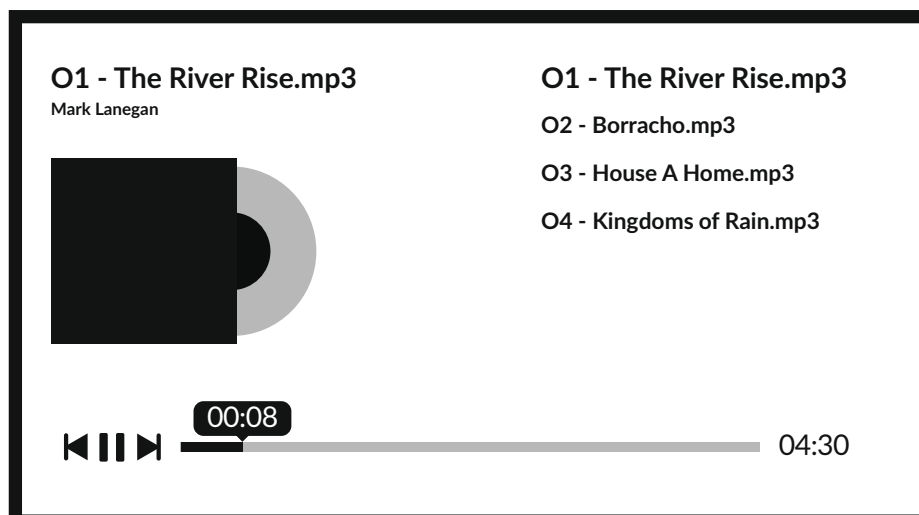 O1 - The River Rise.mp3
Mark Lanegan
O1 - The River Rise.mp3
O2 - Borracho.mp3
O3 - House A Home.mp3
O4 - Kingdoms of Rain.mp3
00:08
04:30